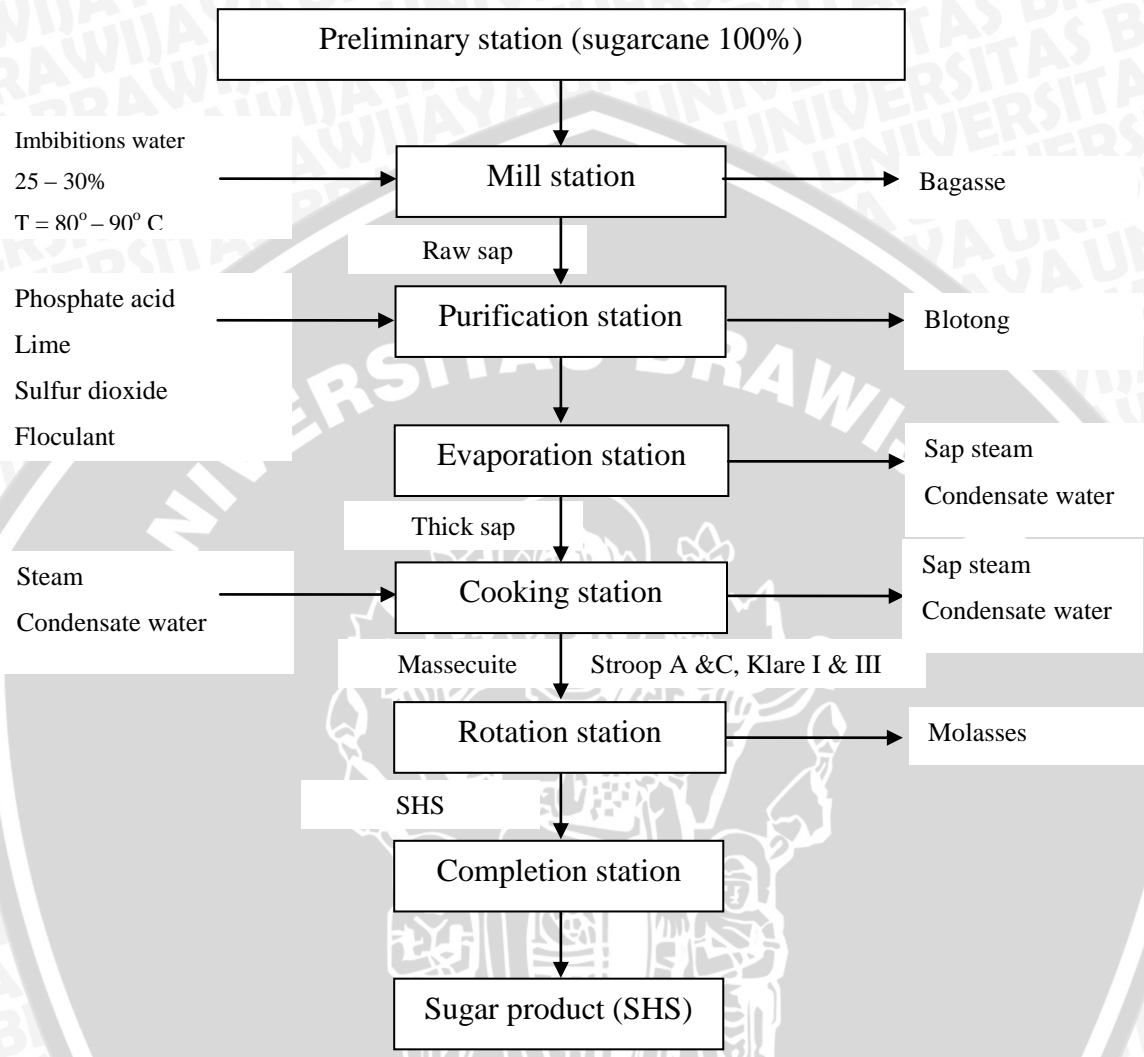 Preliminary station (sugarcane 100%)
Imbibitions water
25 – 30%
T = 80° – 90° C
Mill station
Bagasse
Raw sap
Phosphate acid
Lime
Sulfur dioxide
Floculant
Purification station
Blotong
Evaporation station
Sap steam
Condensate water
Thick sap
Steam
Condensate water
Cooking station
Sap steam
Condensate water
Massecuite
Stroop A &C, Klare I & III
Rotation station
Molasses
SHS
Completion station
Sugar product (SHS)
UNIVERSITAS BRAWIJ